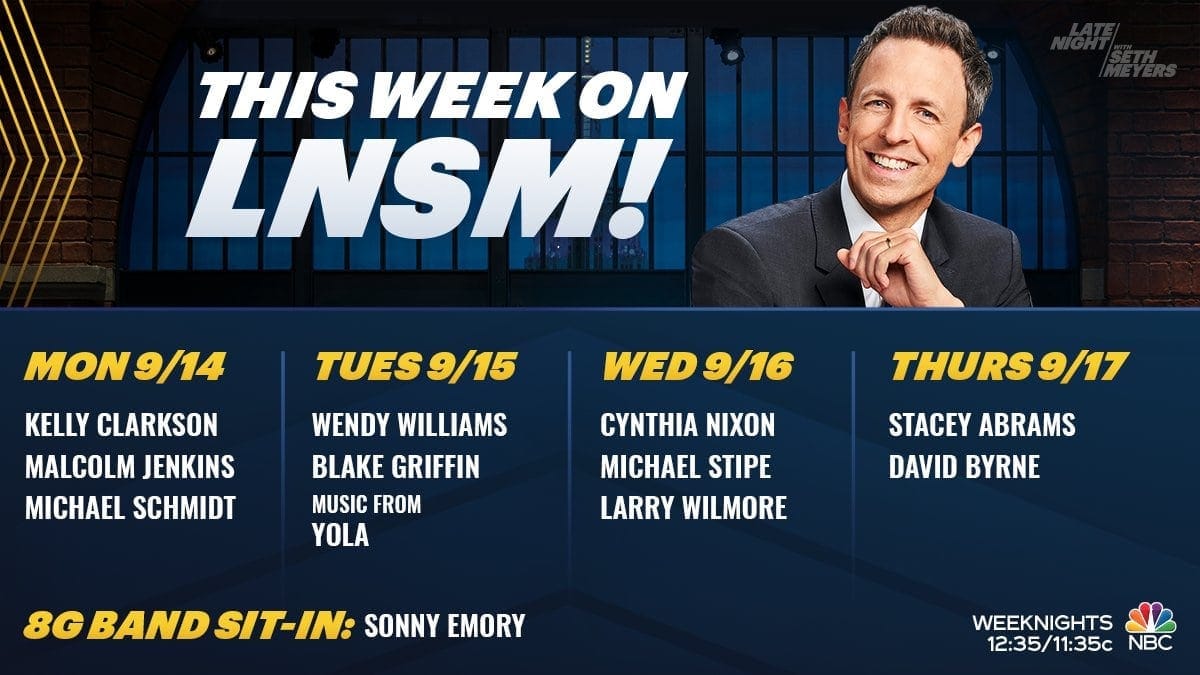 LATE
NIGHT WITH
SETH
MEYERS
THIS WEEK ON
LNSM!
MON 9/14
KELLY CLARKSON
MALCOLM JENKINS
MICHAEL SCHMIDT
TUES 9/15
WENDY WILLIAMS
BLAKE GRIFFIN
MUSIC FROM
YOLA
WED 9/16
CYNTHIA NIXON
MICHAEL STIPE
LARRY WILMORE
THURS 9/17
STACEY ABRAMS
DAVID BYRNE
8G BAND SIT-IN: SONNY EMORY
WEEKNIGHTS
12:35/11:35c
NBC